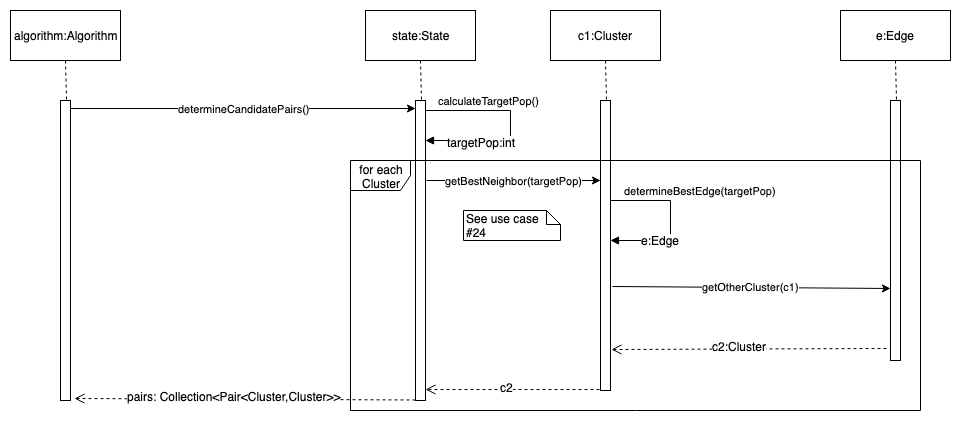 algorithm:Algorithm
state:State
c1:Cluster
e:Edge
determineCandidatePairs()
calculateTargetPop()
targetPop:int
for each
Cluster
getBestNeighbor(targetPop)
determineBestEdge(targetPop)
See use case
#24
e:Edge
getOtherCluster(c1)
c2:Cluster
c2
pairs: Collection<Pair<Cluster,Cluster>>